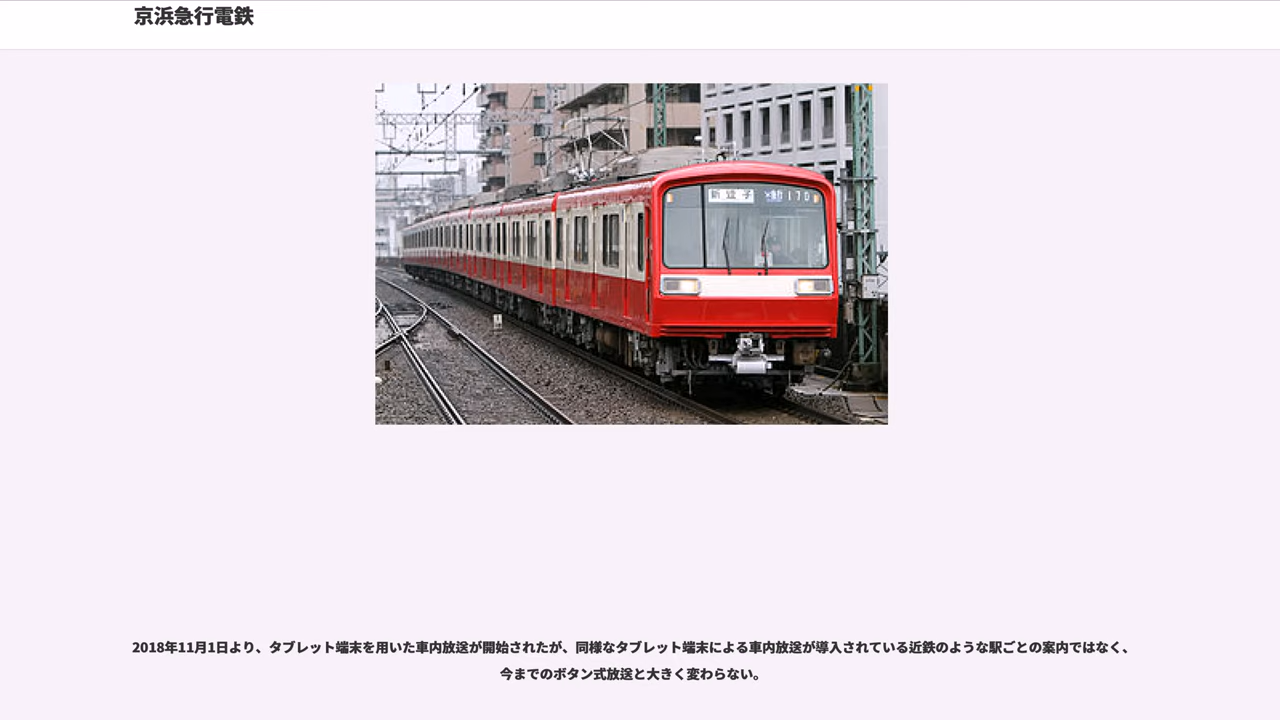 京浜急行電鉄
新逗子
170
2018年11月1日より、タブレット端末を用いた車内放送が開始されたが、同様なタブレット端末による車内放送が導入されている近鉄のような駅ごとの案内ではなく、
今までのボタン式放送と大きく変わらない。